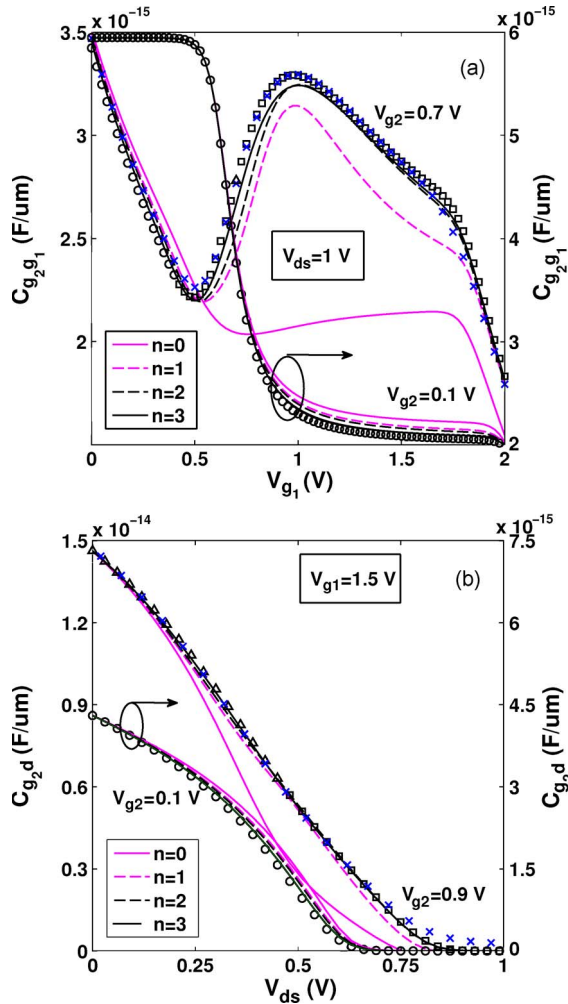 x 10⁻¹⁵
x 10⁻¹⁵
3.5
3
2.5
2
6
5
4
3
2
(a)
V_g2=0.7 V
V_ds=1 V
V_g2=0.1 V
n=0
n=1
n=2
n=3
C_g2g1 (F/um)
C_g2g1 (F/um)
0
0.5
1
1.5
2
V_g1 (V)
x 10⁻¹⁴
x 10⁻¹⁵
1.5
1.2
0.9
0.6
0.3
0
7.5
6
4.5
3
1.5
0
V_g1=1.5 V
(b)
V_g2=0.1 V
V_g2=0.9 V
n=0
n=1
n=2
n=3
C_g2d (F/um)
C_g2d (F/um)
0
0.25
0.5
0.75
1
V_ds (V)